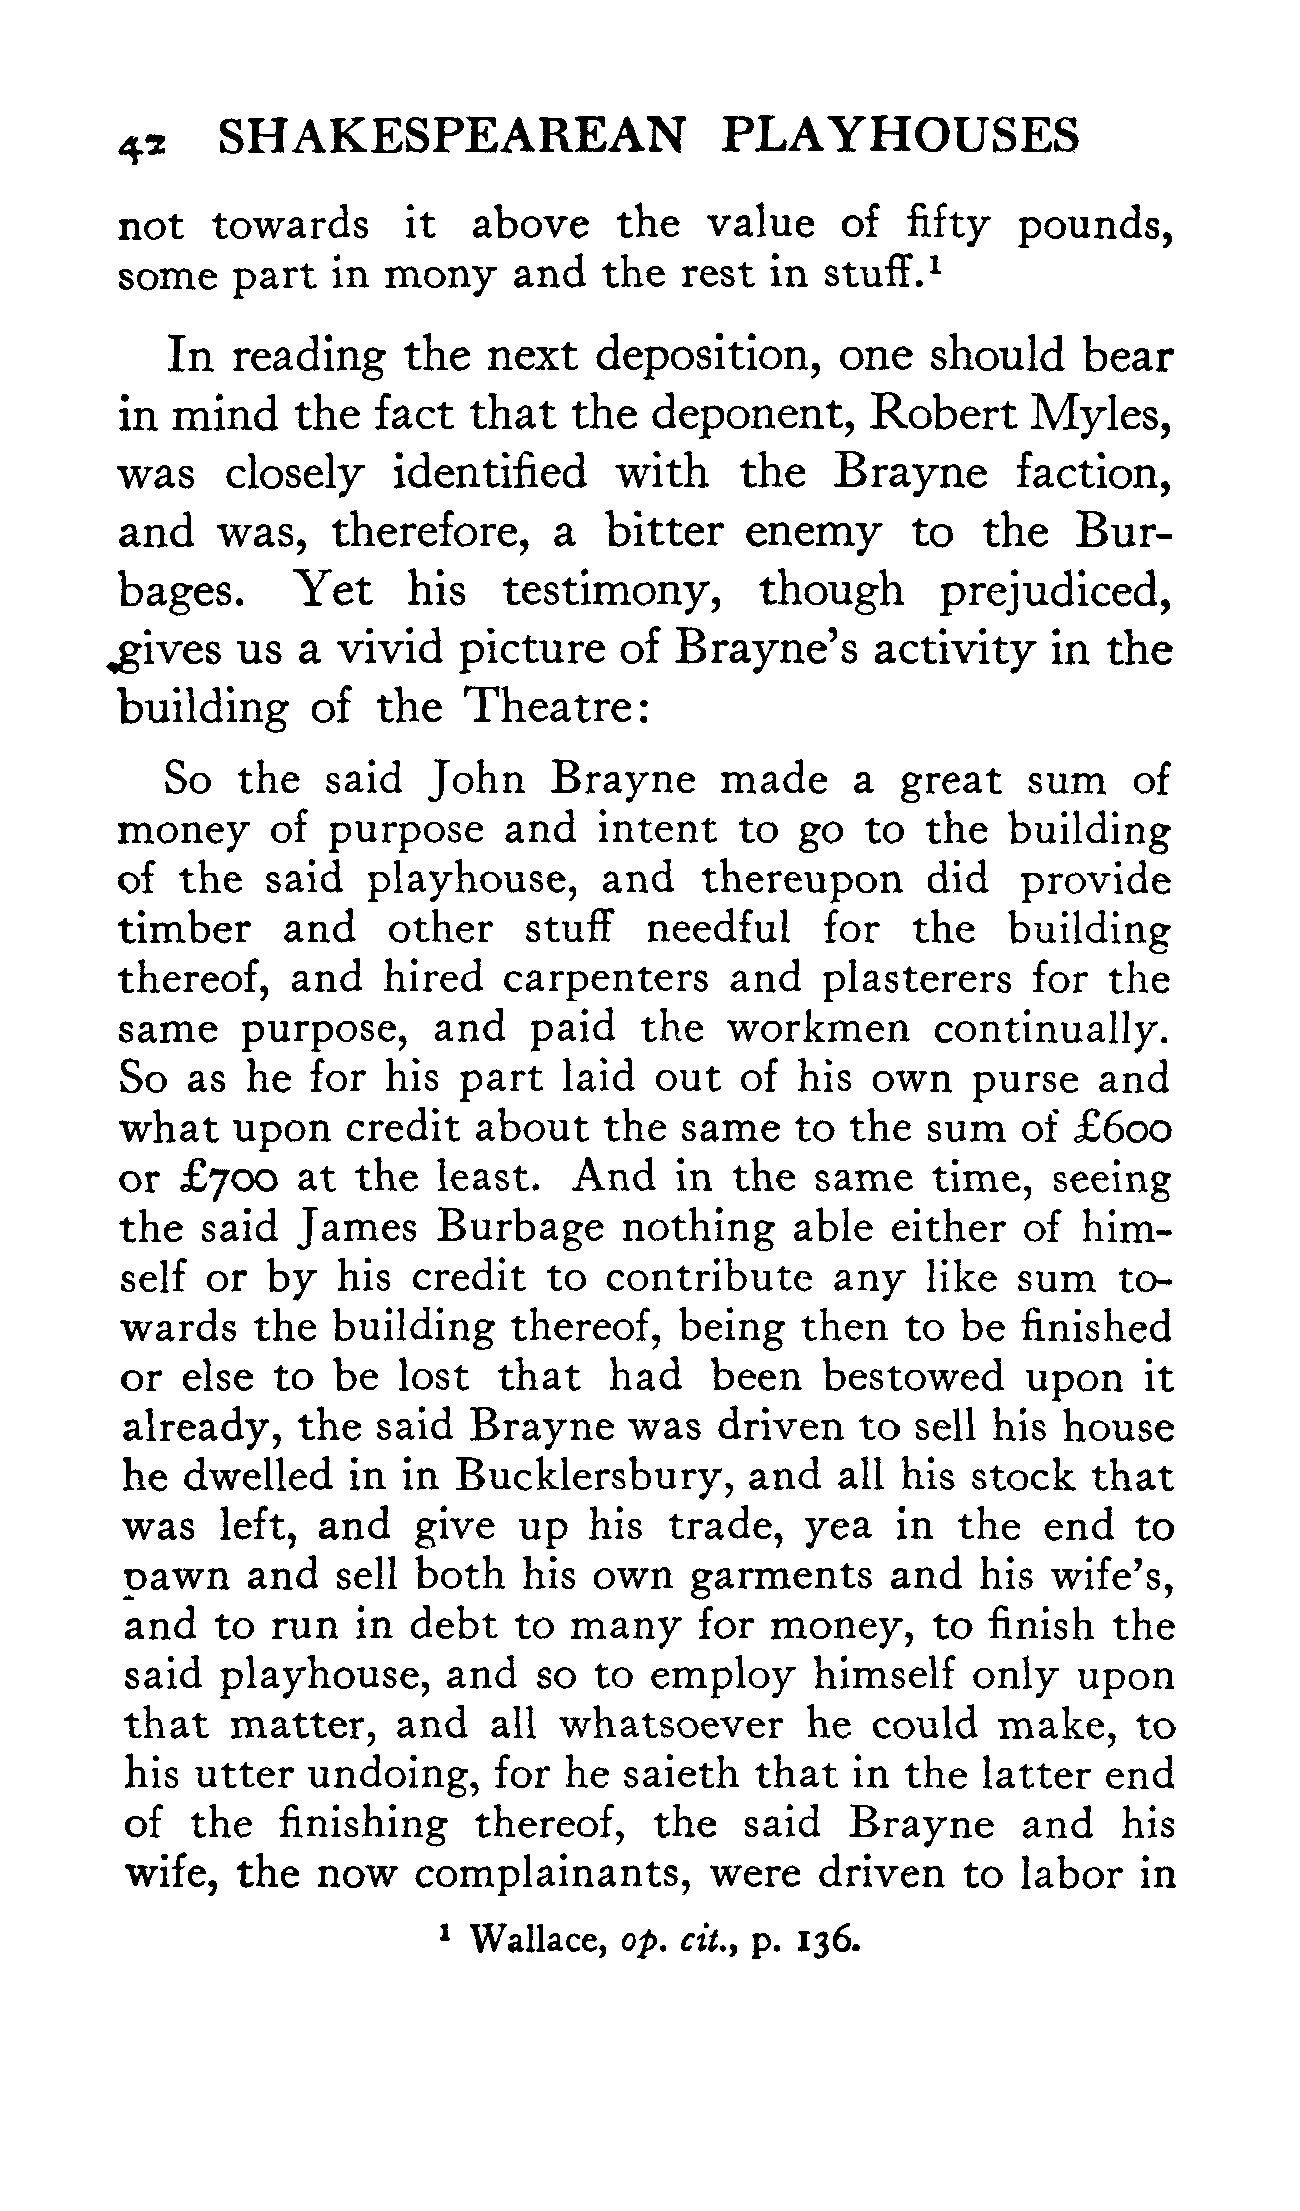 42 SHAKESPEAREAN PLAYHOUSES
not towards it above the value of fifty pounds,
some part in mony and the rest in stuff.¹
In reading the next deposition, one should bear
in mind the fact that the deponent, Robert Myles,
was closely identified with the Brayne faction,
and was, therefore, a bitter enemy to the Bur-
bages. Yet his testimony, though prejudiced,
gives us a vivid picture of Brayne's activity in the
building of the Theatre:
So the said John Brayne made a great sum of
money of purpose and intent to go to the building
of the said playhouse, and thereupon did provide
timber and other stuff needful for the building
thereof, and hired carpenters and plasterers for the
same purpose, and paid the workmen continually.
So as he for his part laid out of his own purse and
what upon credit about the same to the sum of £600
or £700 at the least. And in the same time, seeing
the said James Burbage nothing able either of him-
self or by his credit to contribute any like sum to-
wards the building thereof, being then to be finished
or else to be lost that had been bestowed upon it
already, the said Brayne was driven to sell his house
he dwelled in in Bucklersbury, and all his stock that
was left, and give up his trade, yea in the end to
pawn and sell both his own garments and his wife's,
and to run in debt to many for money, to finish the
said playhouse, and so to employ himself only upon
that matter, and all whatsoever he could make, to
his utter undoing, for he saieth that in the latter end
of the finishing thereof, the said Brayne and his
wife, the now complainants, were driven to labor in
¹ Wallace, op. cit., p. 136.